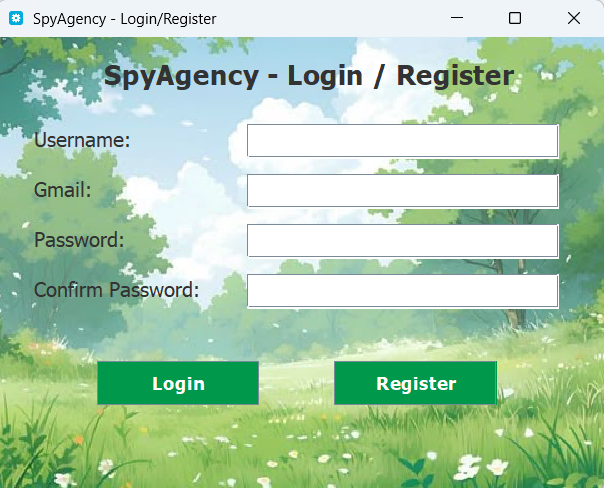 SpyAgency - Login/Register
SpyAgency - Login / Register
Username:
Gmail:
Password:
Confirm Password:
Login
Register